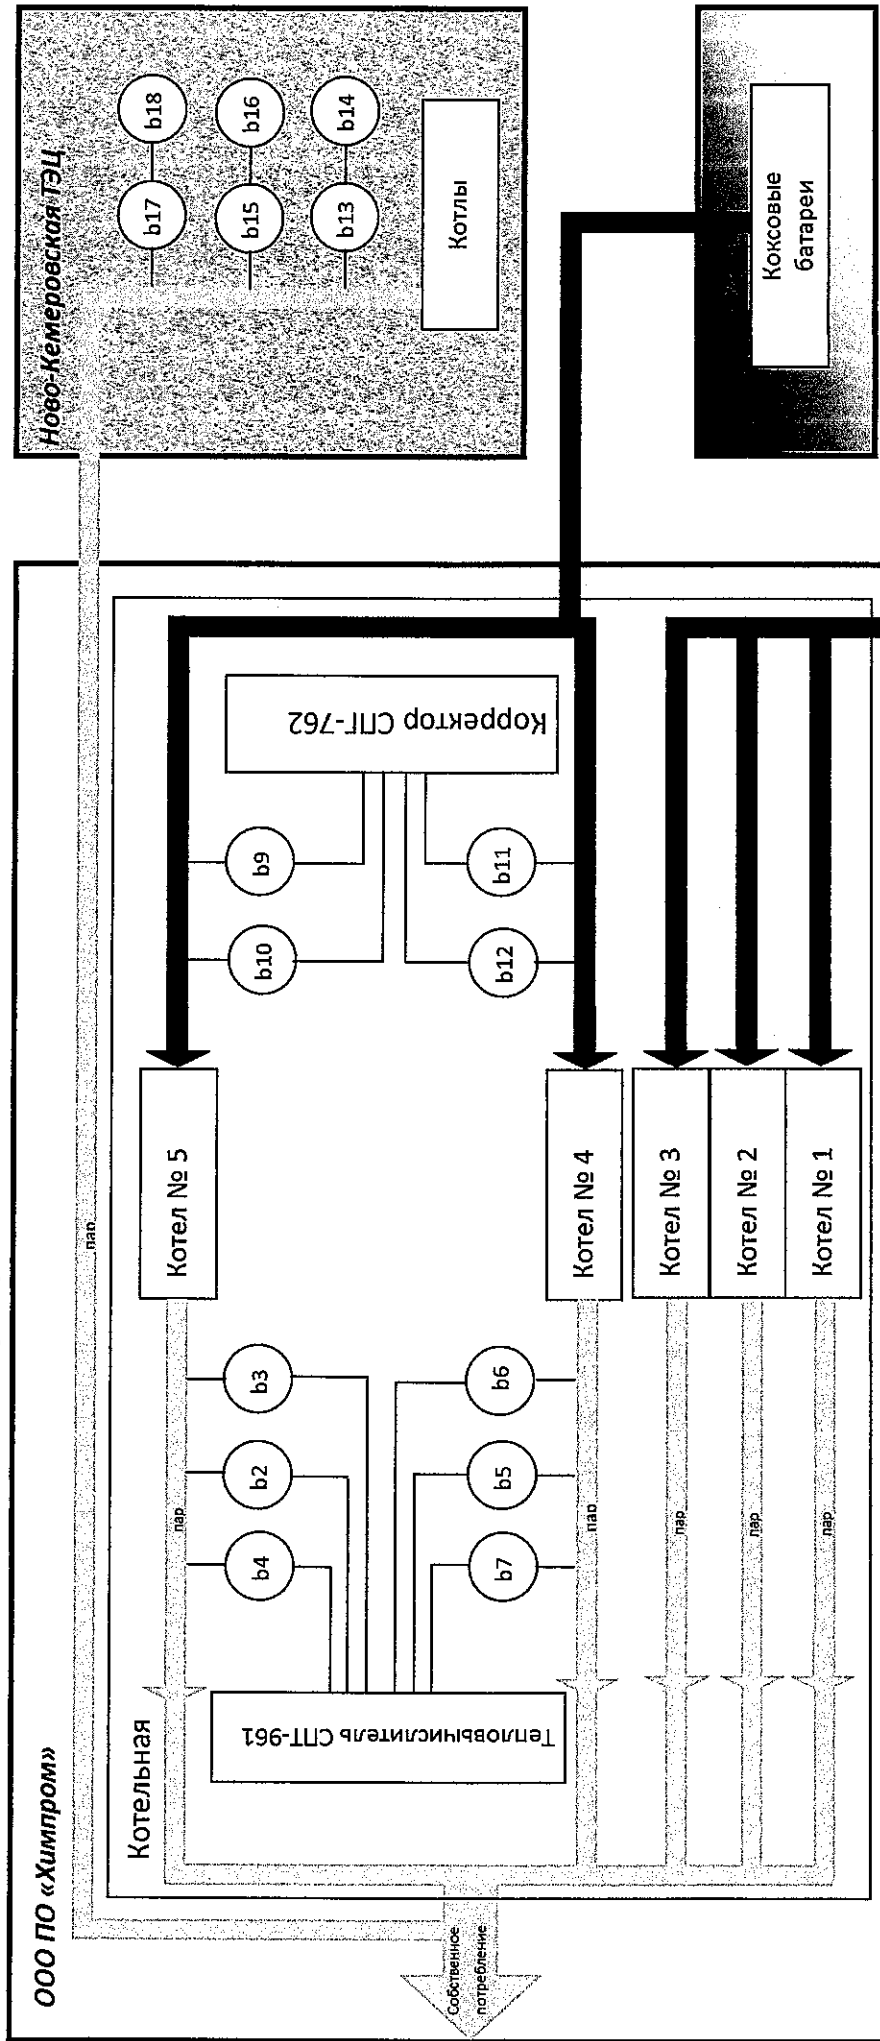 ООО ПО «Химпром»
Котельная
Собственное
потребление
Тепловычислитель СПТ-961
b4
b2
b3
b7
b5
b6
пар
пар
пар
пар
пар
пар
Котел № 5
Котел № 4
Котел № 3
Котел № 2
Котел № 1
b10
b9
b12
b11
Корректор СПГ-762
Ново-Кемеровская ТЭЦ
b17
b18
b15
b16
b13
b14
Котлы
Коксовые
батареи